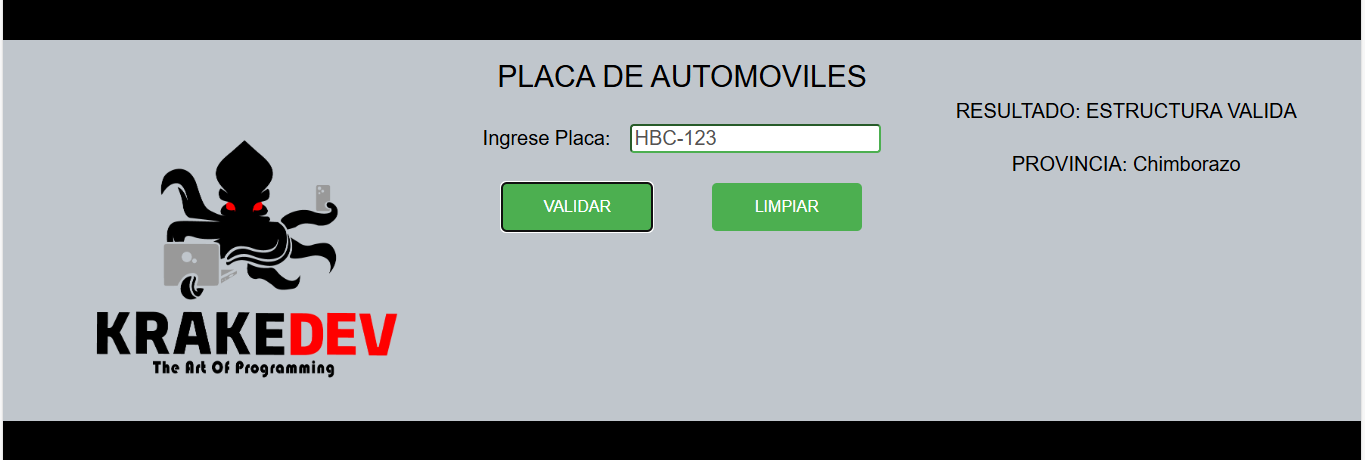 PLACA DE AUTOMOVILES
Ingrese Placa: HBC-123
VALIDAR LIMPIAR
RESULTADO: ESTRUCTURA VALIDA
PROVINCIA: Chimborazo
KRAKEDEV
The Art Of Programming